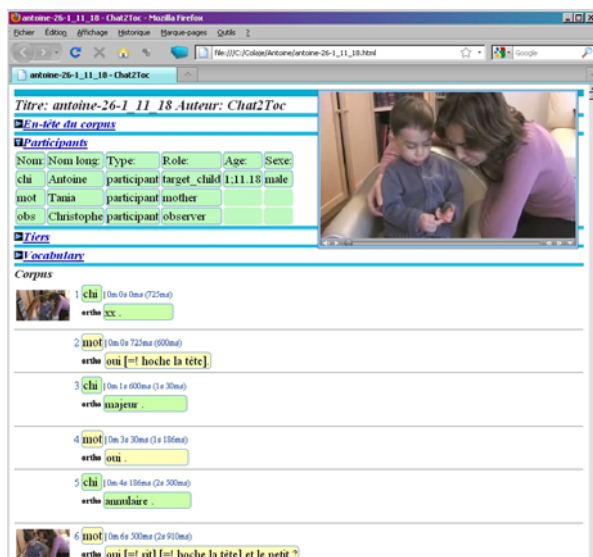 antoine-26-1_11_18 - Chat2Toc - Mozilla Firefox
Fichier Édition Affichage Historique Marque-pages Outils ?
file:///C:/Colaje/Antoine/antoine-26-1_11_18.html
Google
antoine-26-1_11_18 - Chat2Toc
Titre: antoine-26-1_11_18 Auteur: Chat2Toc
En-tête du corpus
Participants
Nom: Nom long: Type: Role: Age: Sexe:
chi Antoine participant target_child 1;11.18 male
mot Tania participant mother
obs Christophe participant observer
Tiers
Vocabulary
Corpus
1 chi | 0m 0s 0ms (725ms)
ortho xx .
2 mot | 0m 0s 725ms (600ms)
ortho oui [=! hoche la tête].
3 chi | 0m 1s 600ms (1s 30ms)
ortho majeur .
4 mot | 0m 3s 30ms (1s 186ms)
ortho oui .
5 chi | 0m 4s 186ms (2s 500ms)
ortho annulaire .
6 mot | 0m 6s 500ms (2s 910ms)
ortho oui [=! rit] [=! hoche la tête] et le petit ?